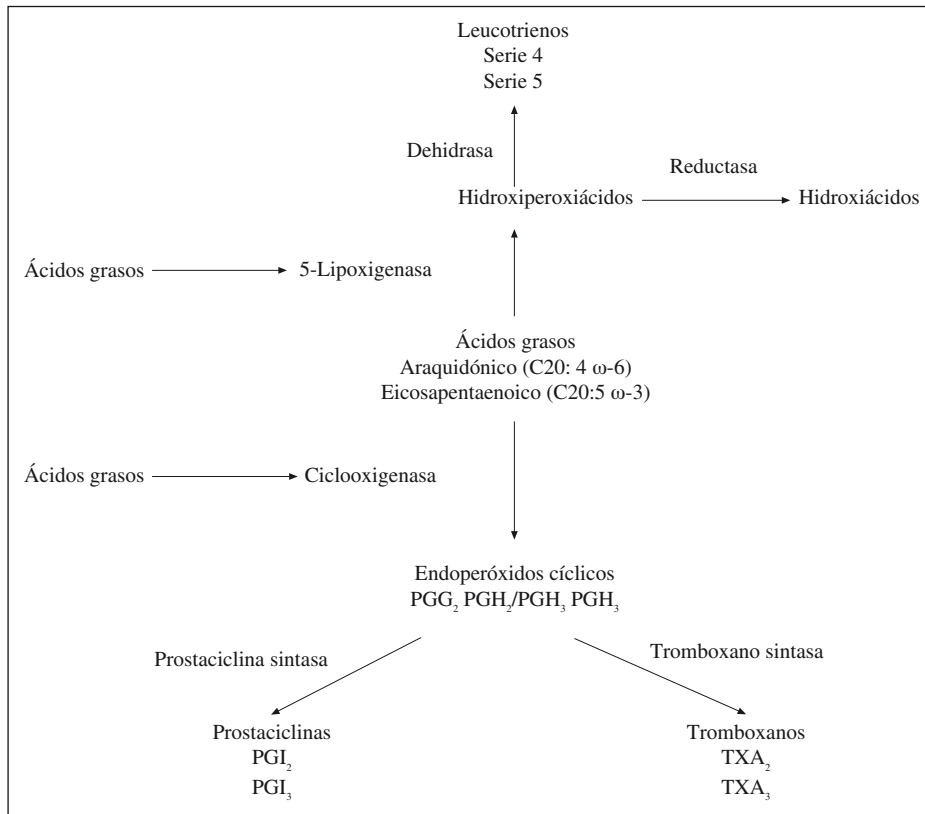 Leucotrienos
Serie 4
Serie 5
Dehidrasa
Reductasa
Hidroxiperoxiácidos
Hidroxiácidos
Ácidos grasos
5-Lipoxigenasa
Ácidos grasos
Araquidónico (C20: 4 ω-6)
Eicosapentaenoico (C20:5 ω-3)
Ácidos grasos
Ciclooxigenasa
Endoperóxidos cíclicos
PGG₂ PGH₂/PGH₃ PGH₃
Prostaciclina sintasa
Tromboxano sintasa
Prostaciclinas
PGI₂
PGI₃
Tromboxanos
TXA₂
TXA₃